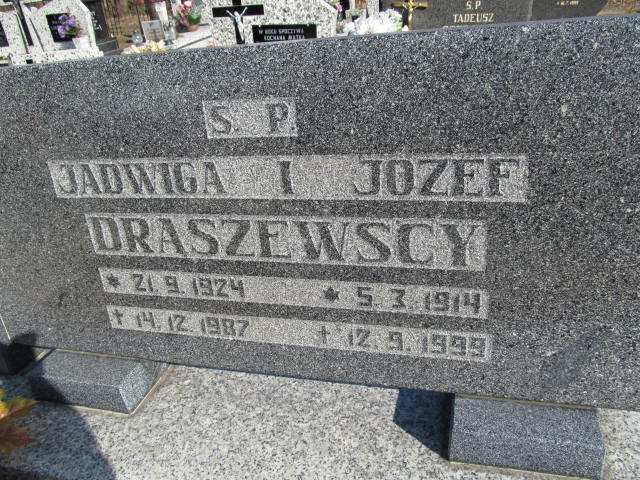 S.P.
TADEUSZ
W BOGU SPOCZYWA
KOCHANA MATKA
S. P.
JADWIGA I JOZEF
DRASZEWSCY
* 21.9.1924 * 5.3.1914
† 14.12.1987 † 12.9.1999